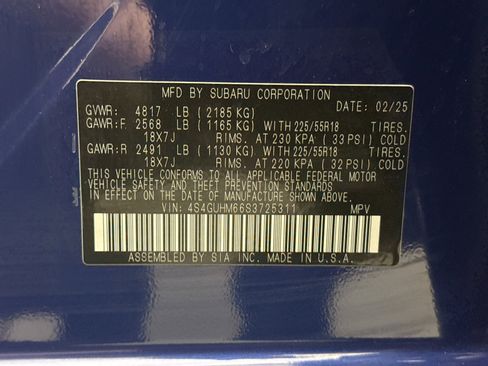 MFD BY SUBARU CORPORATION
GVWR: 4817 LB ( 2185 KG) DATE: 02/25
GAWR:F 2568 LB ( 1165 KG) WITH 225/55R18 TIRES.
18X7J RIMS. AT 230 KPA ( 33 PSI) COLD
GAWR:R 2491 LB ( 1130 KG) WITH 225/55R18 TIRES.
18X7J RIMS. AT 220 KPA ( 32 PSI) COLD
THIS VEHICLE CONFORMS TO ALL APPLICABLE FEDERAL MOTOR
VEHICLE SAFETY AND THEFT PREVENTION STANDARDS
IN EFFECT ON THE DATE OF MANUFACTURE SHOWN ABOVE.
VIN: 4S4GUHM66S3725311 MPV
ASSEMBLED BY SIA INC. MADE IN U.S.A.